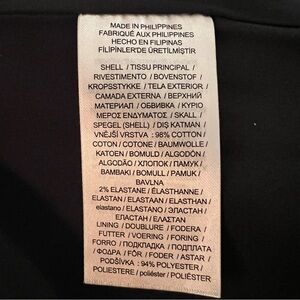 MADE IN PHILIPPINES
FABRIQUÉ AUX PHILIPPINES
HECHO EN FILIPINAS
FİLİPİNLER'DE ÜRETİLMİŞTİR
SHELL / TISSU PRINCIPAL /
RIVESTIMENTO / BOVENSTOF /
KROPSSTYKKE / TELA EXTERIOR /
CAMADA EXTERNA / ВЕРХНИЙ
МАТЕРИАЛ / ОБВИВКА / ΚΥΡΙΟ
ΜΕΡΟΣ ΕΝΔΥΜΑΤΟΣ / SKALL /
SPEGEL (SHELL) / DIŞ KATMAN /
VNĚJŠÍ VRSTVA : 98% COTTON /
COTON / COTONE / BAUMWOLLE /
KATOEN / BOMULD / ALGODÓN /
ALGODÃO / ХЛОПОК / ПАМУК /
ΒΑΜΒΑΚΙ / BOMULL / PAMUK /
BAVLNA
2% ELASTANE / ÉLASTHANNE /
ELASTAN / ELASTAAN / ELASTHAN /
elastano / ELASTANO / ЭЛАСТАН /
ЕЛАСТАН / ΕΛΑΣΤΑΝ
LINING / DOUBLURE / FODERA /
FUTTER / VOERING / FORING /
FORRO / ПОДКЛАДКА / ПОДПЛАТА
/ ΦΟΔΡΑ / FÓR / FODER / ASTAR /
PODŠÍVKA : 94% POLYESTER /
POLIESTERE / poliéster / POLIÉSTER